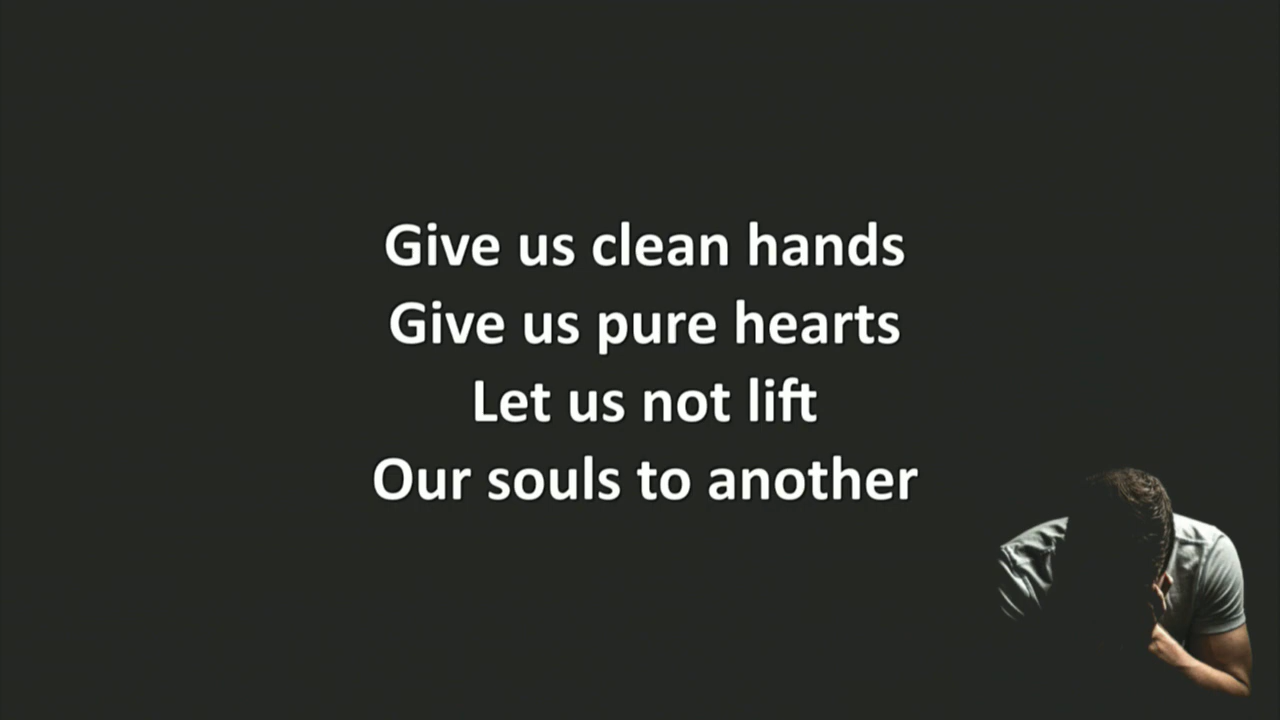 Give us clean hands
Give us pure hearts
Let us not lift
Our souls to another